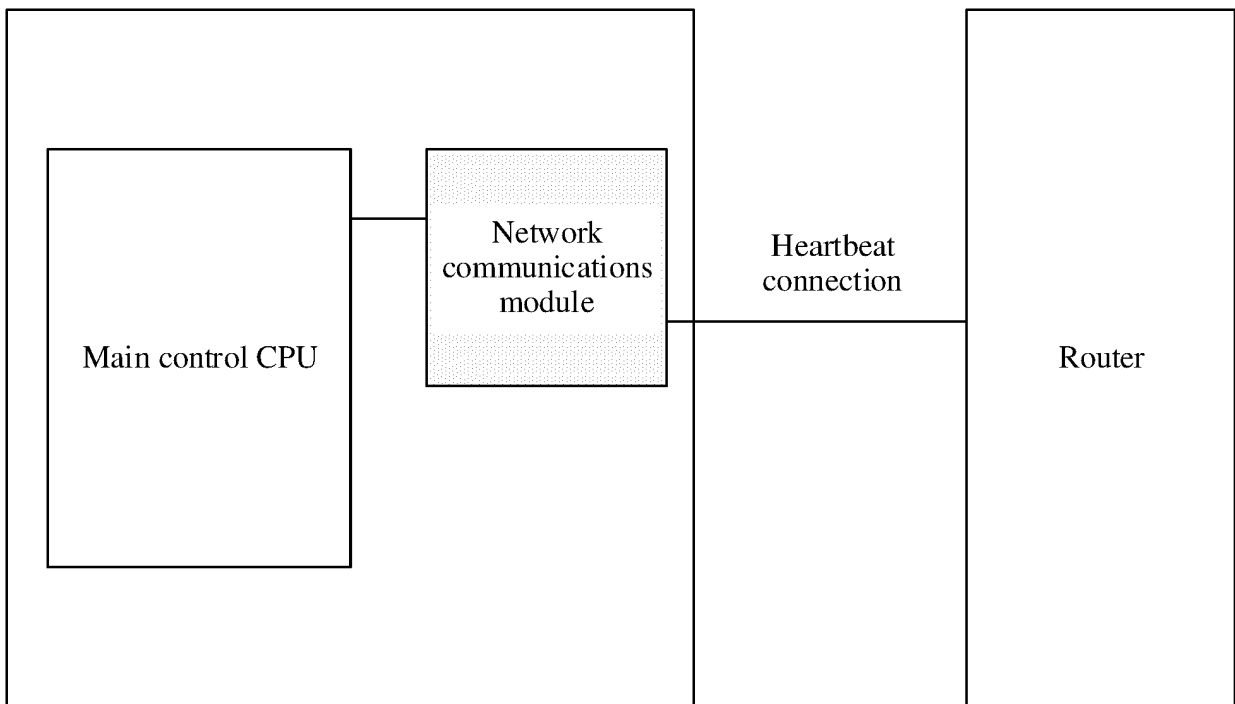 Main control CPU
Network
communications
module
Heartbeat
connection
Router